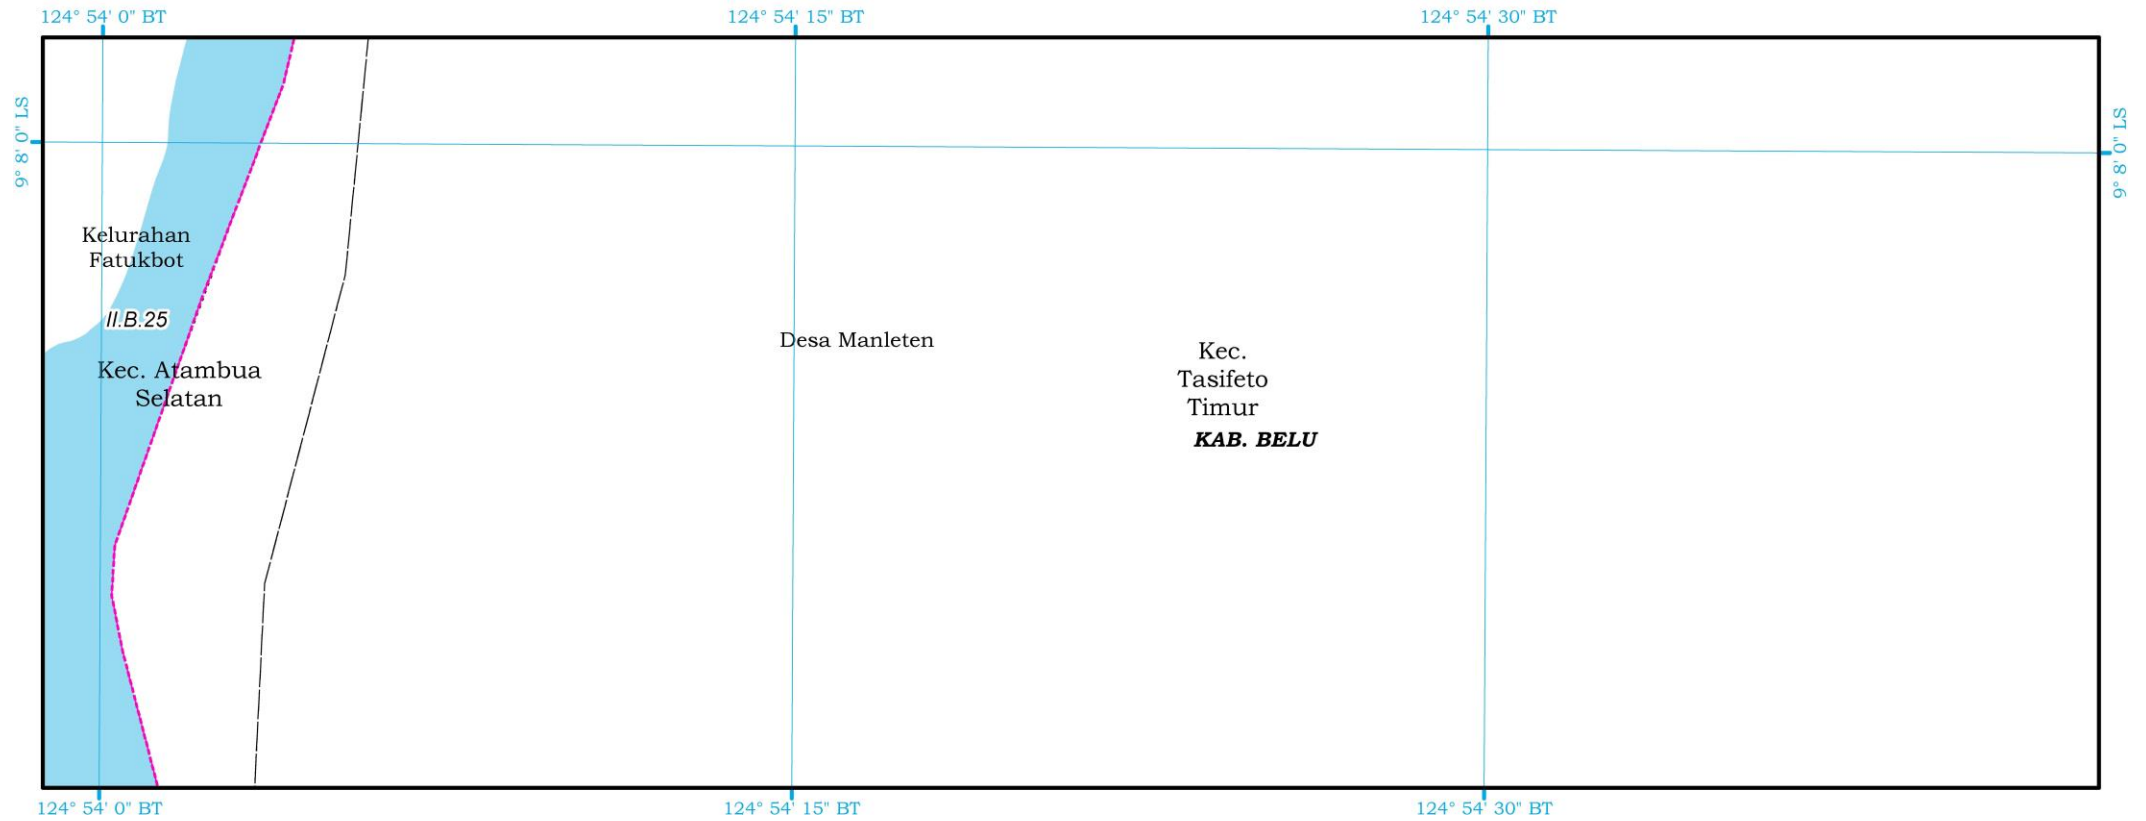 124° 54' 0" BT
124° 54' 15" BT
124° 54' 30" BT
9° 8' 0" LS
9° 8' 0" LS
Kelurahan
Fatukbot
II.B.25
Kec. Atambua
Selatan
Desa Manleten
Kec.
Tasifeto
Timur
KAB. BELU
124° 54' 0" BT
124° 54' 15" BT
124° 54' 30" BT